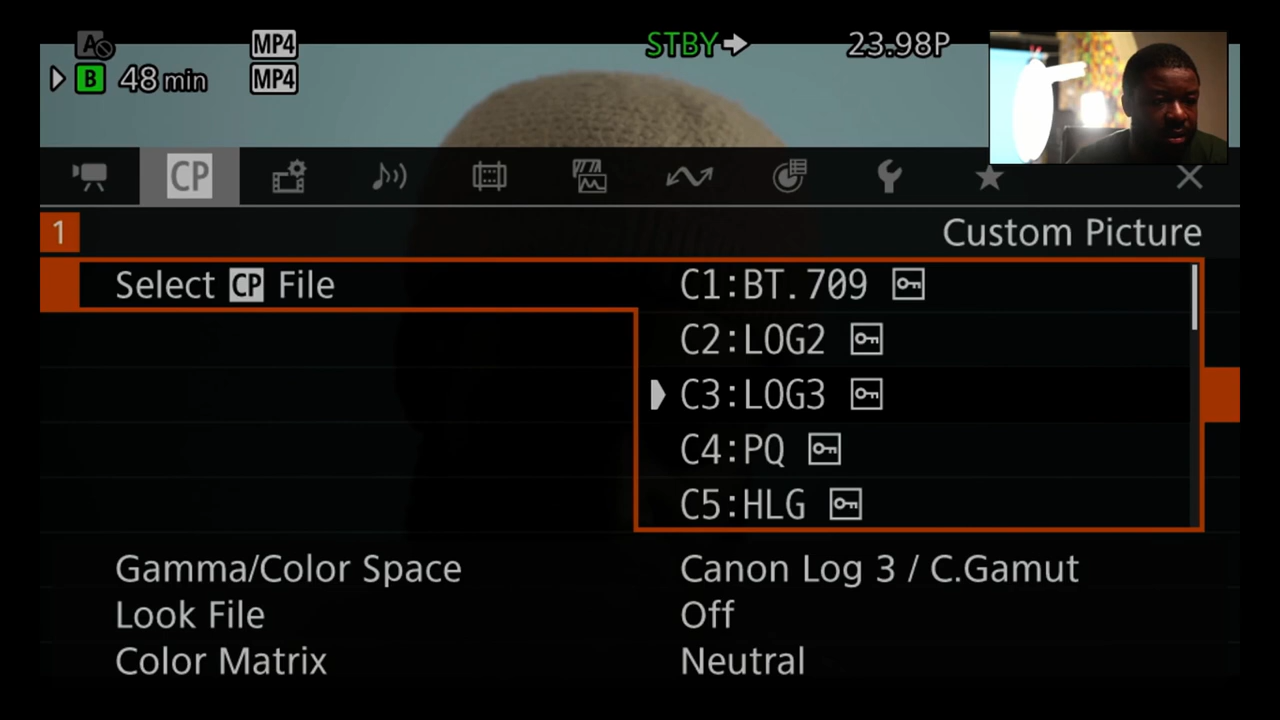 A MP4 STBY 23.98P
B 48 min MP4
CP
1 Custom Picture
Select CP File C1:BT.709
C2:LOG2
C3:LOG3
C4:PQ
C5:HLG
Gamma/Color Space Canon Log 3 / C.Gamut
Look File Off
Color Matrix Neutral